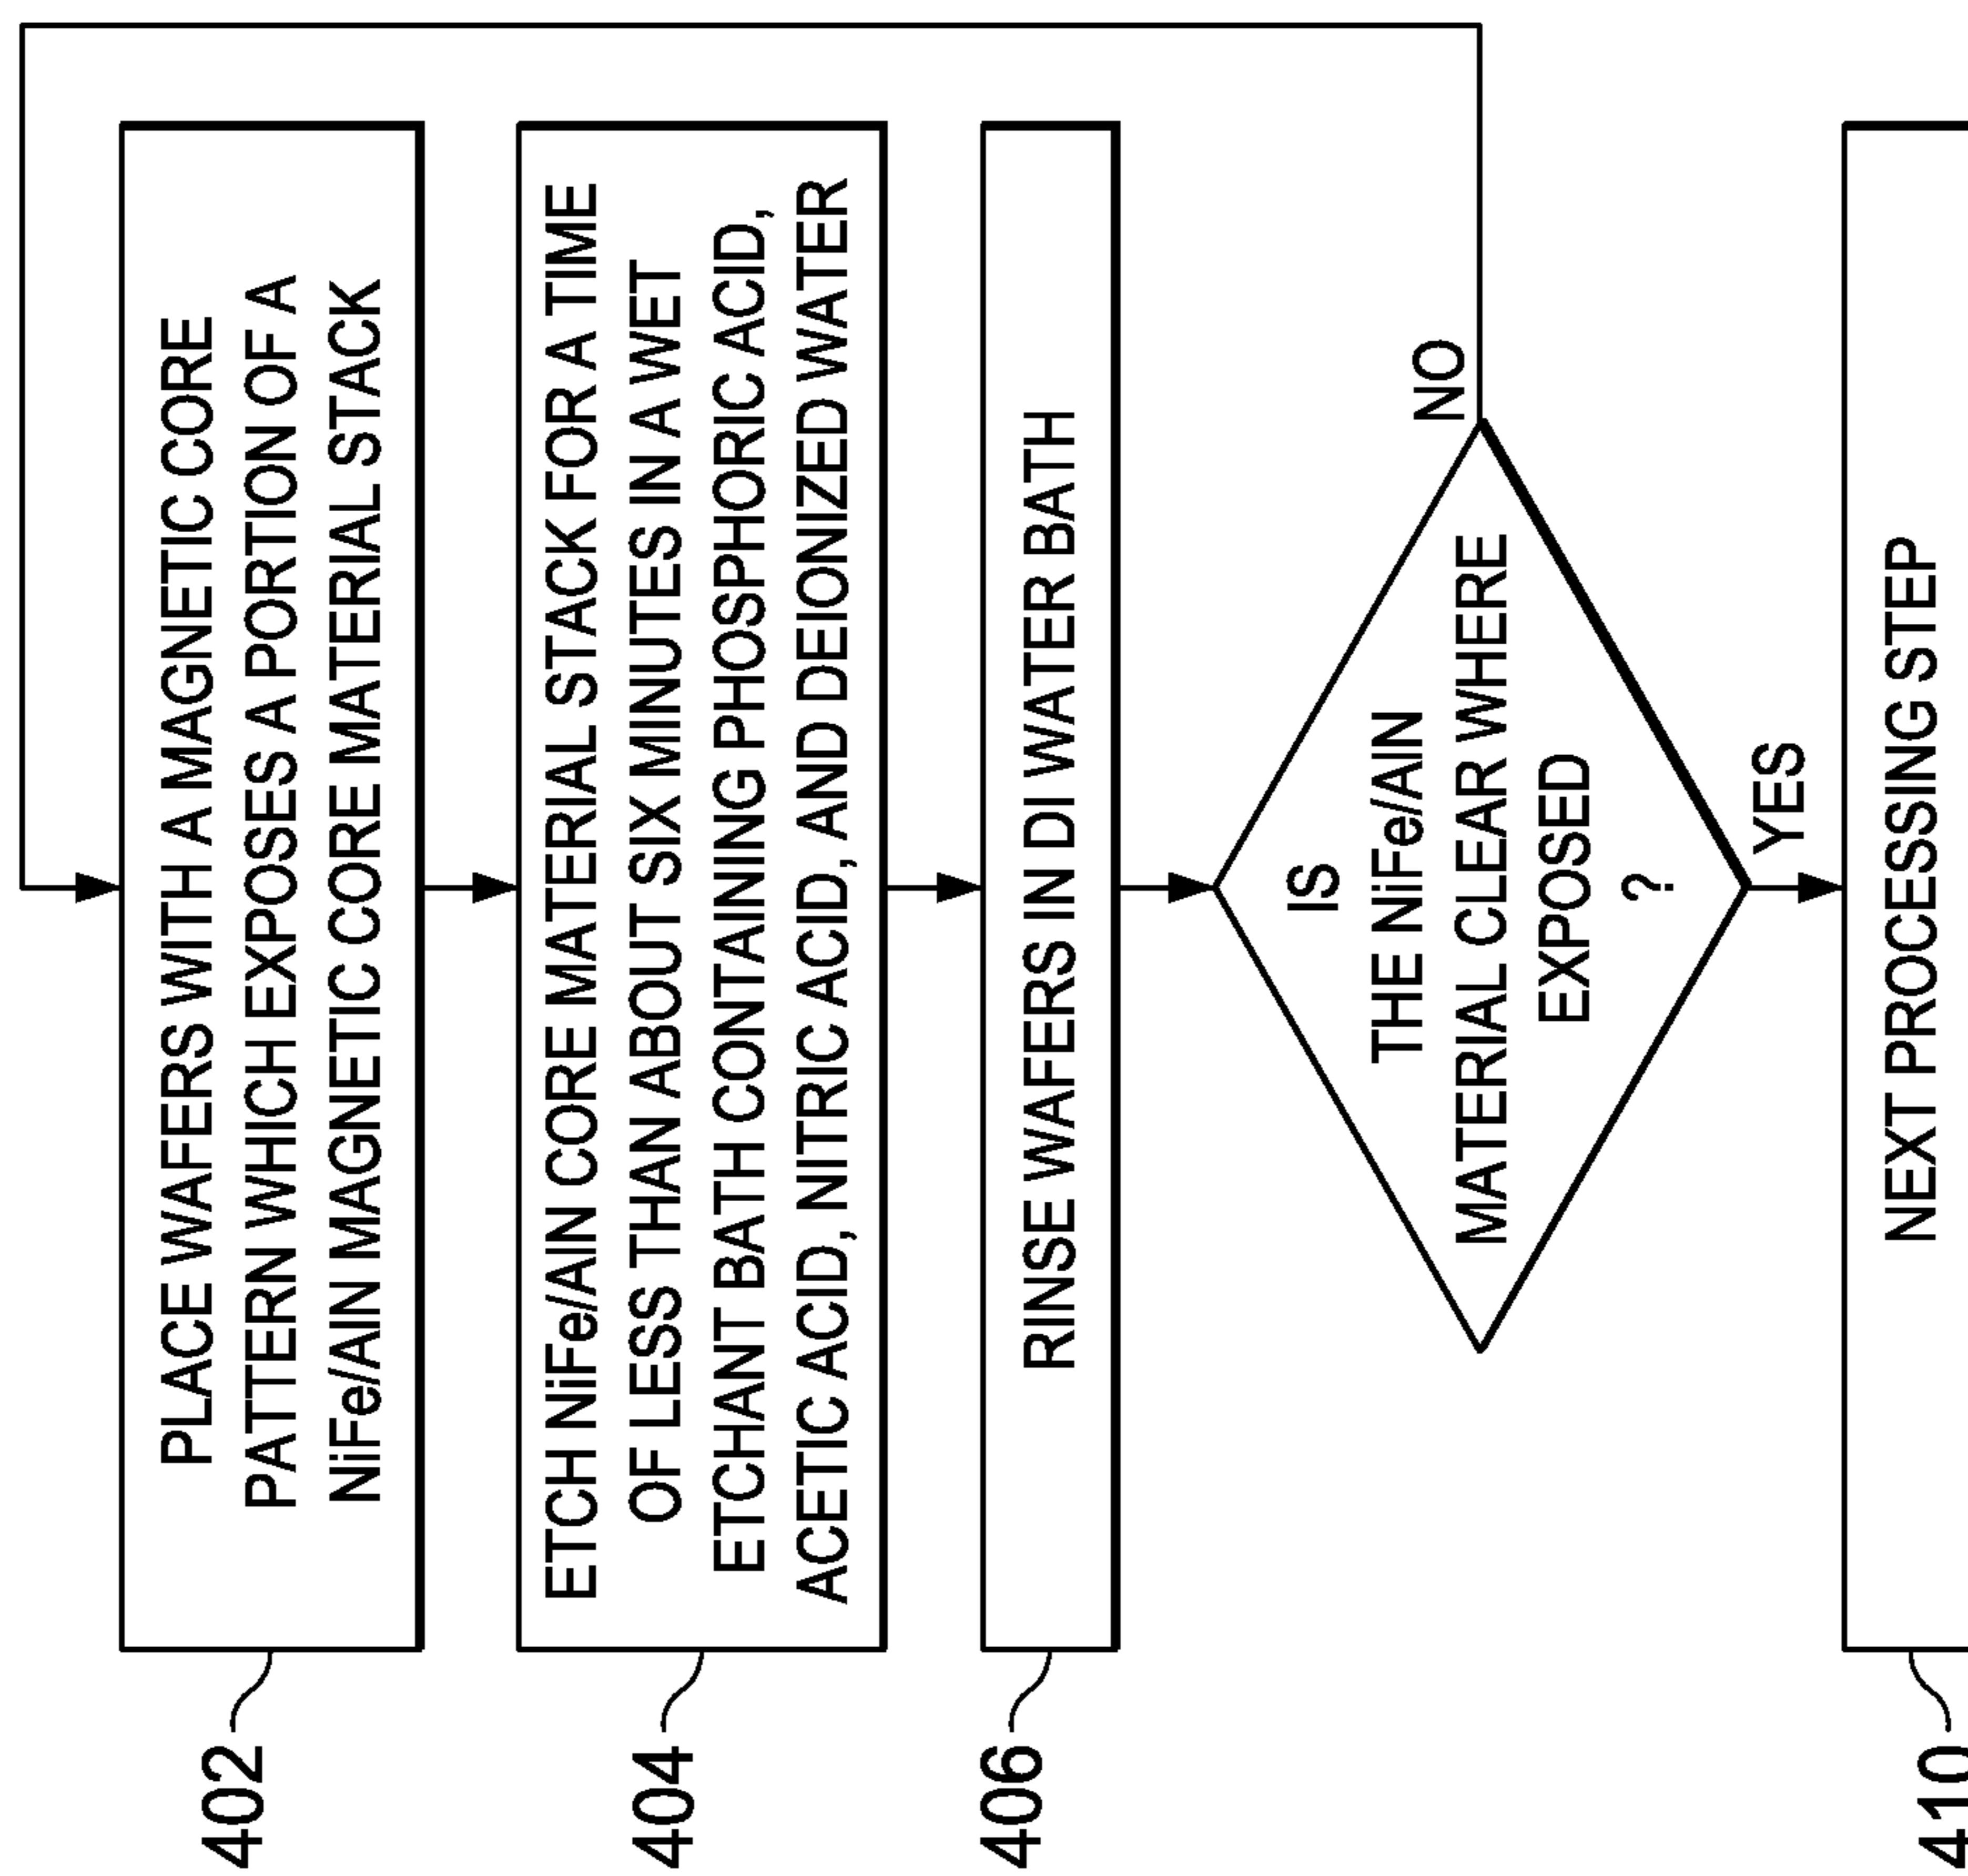 402
PLACE WAFERS WITH A MAGNETIC CORE
PATTERN WHICH EXPOSES A PORTION OF A
NiFe/AlN MAGNETIC CORE MATERIAL STACK
404
ETCH NiFe/AlN CORE MATERIAL STACK FOR A TIME
OF LESS THAN ABOUT SIX MINUTES IN A WET
ETCHANT BATH CONTAINING PHOSPHORIC ACID,
ACETIC ACID, NITRIC ACID, AND DEIONIZED WATER
406
RINSE WAFERS IN DI WATER BATH
IS
THE NiFe/AlN
MATERIAL CLEAR WHERE
EXPOSED
?
NO
YES
410
NEXT PROCESSING STEP